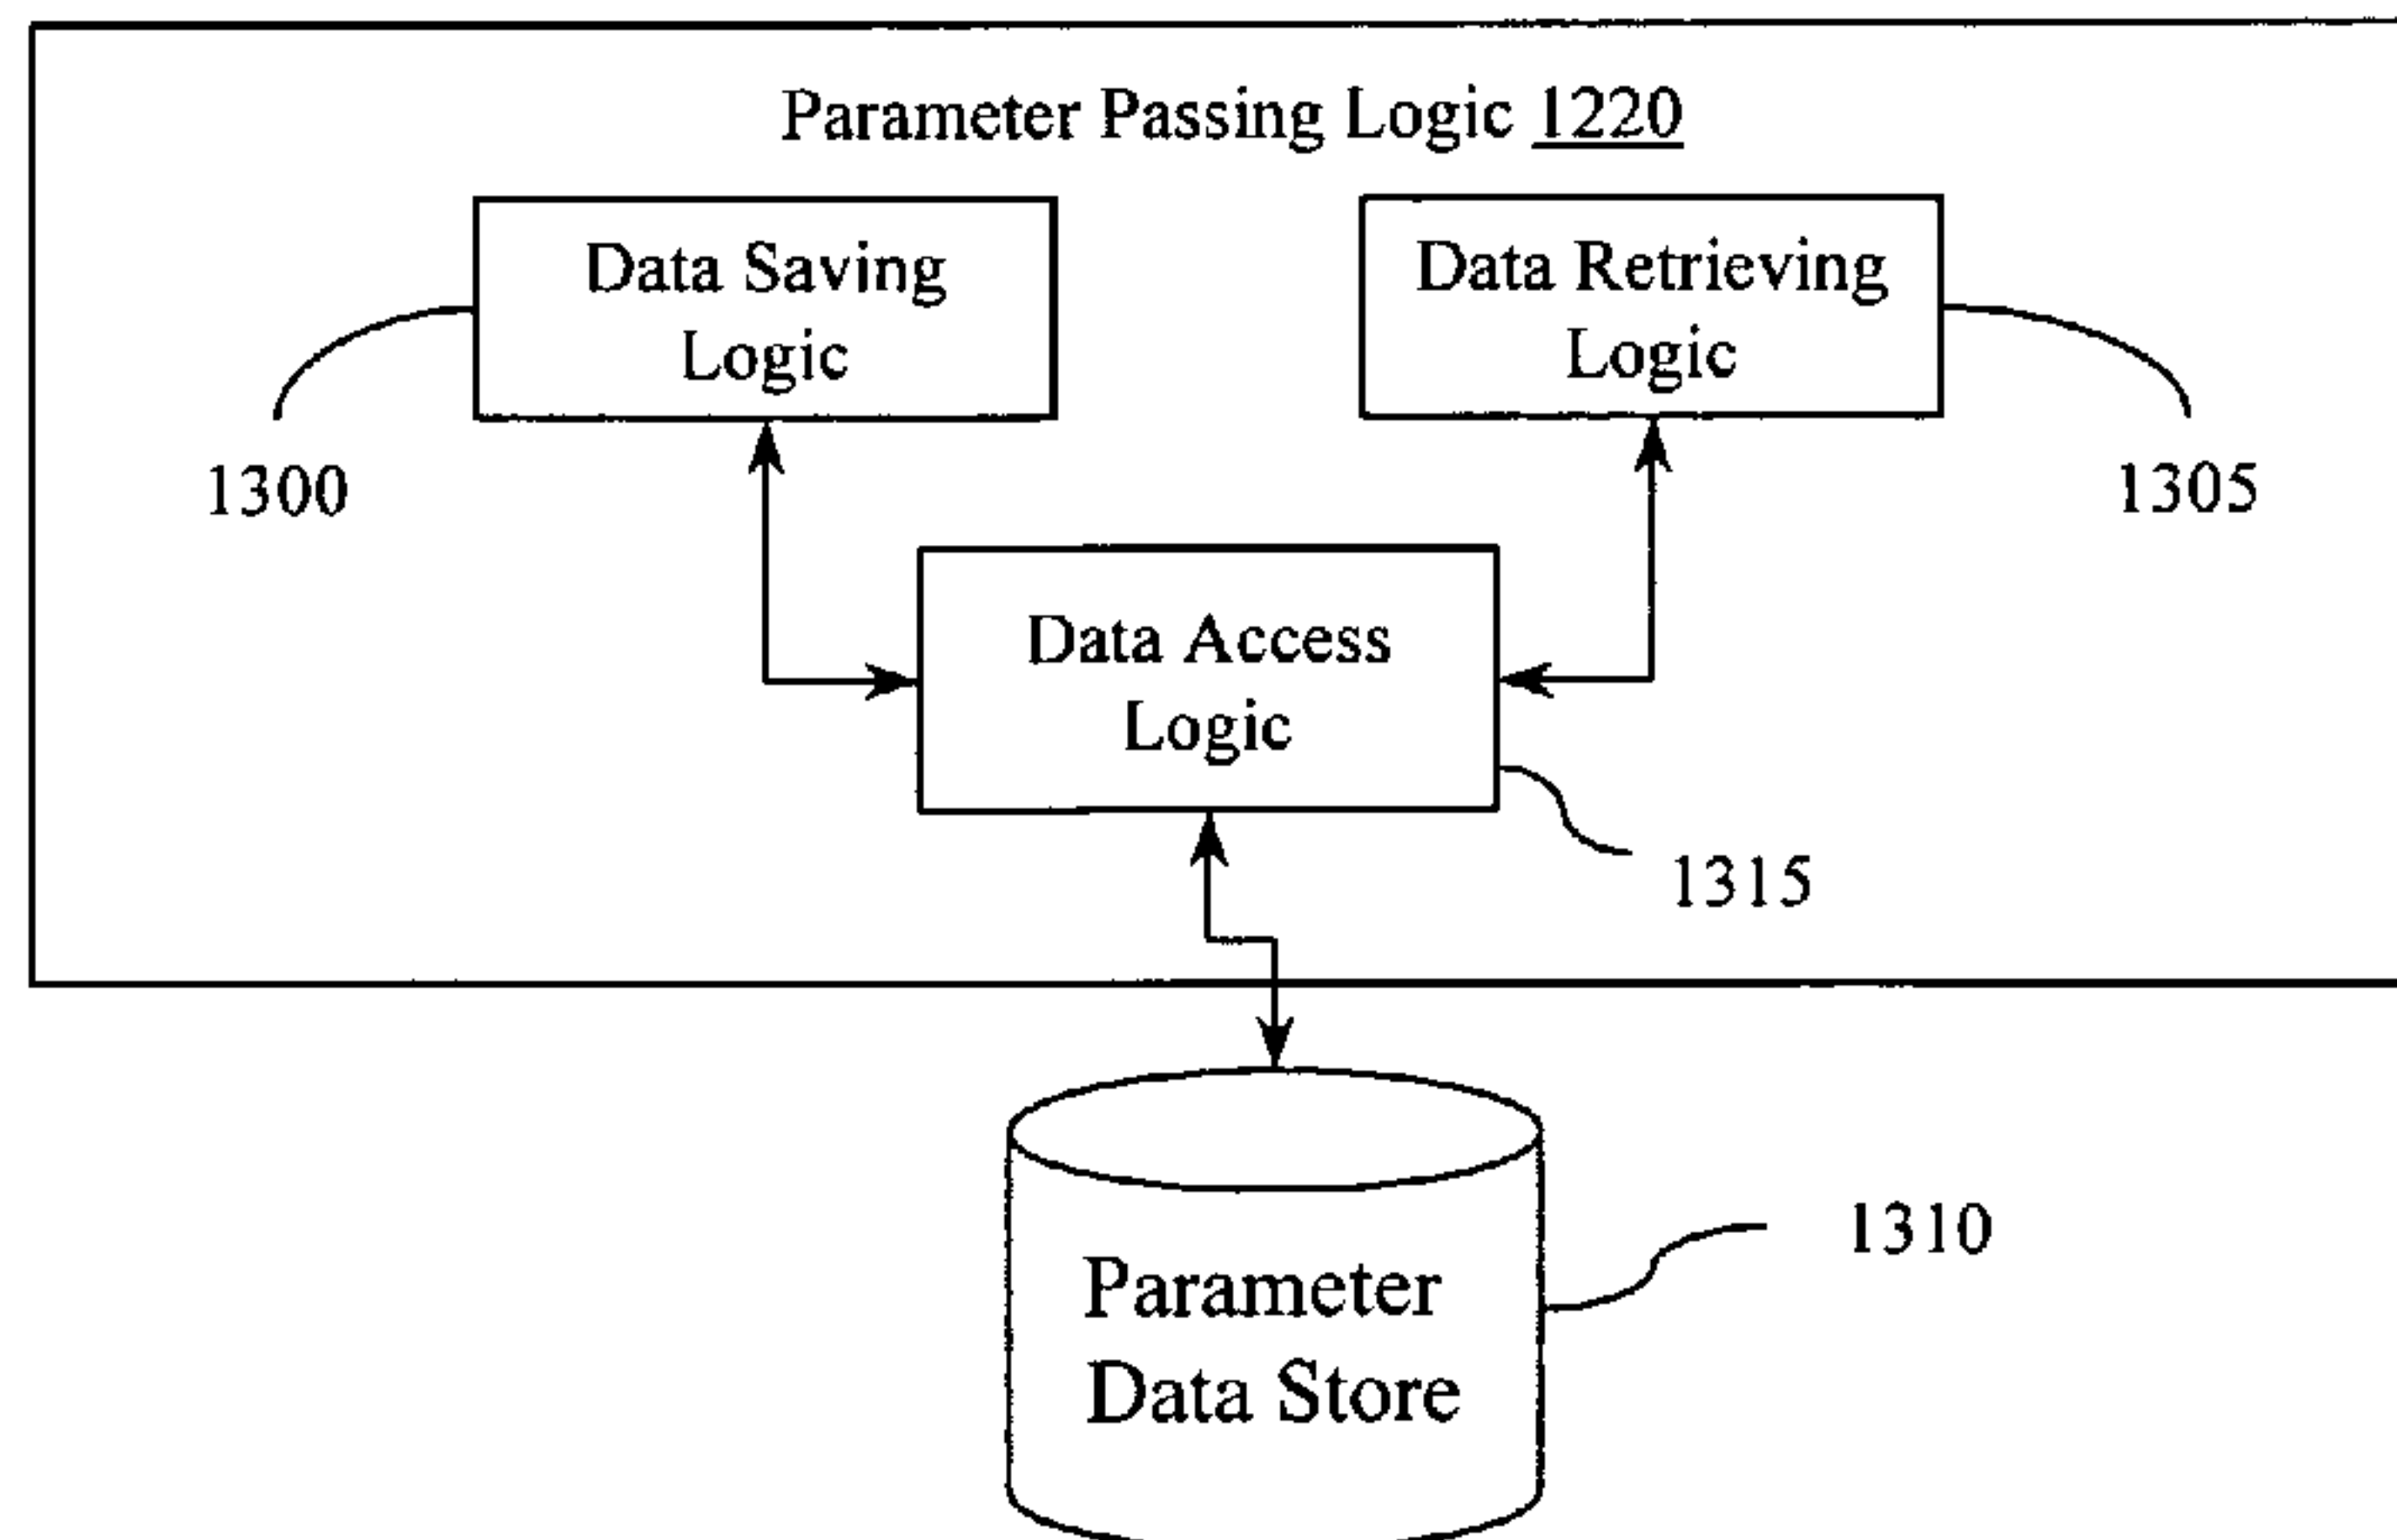 Parameter Passing Logic 1220
Data Saving
Logic
Data Retrieving
Logic
1300
1305
Data Access
Logic
1315
1310
Parameter
Data Store